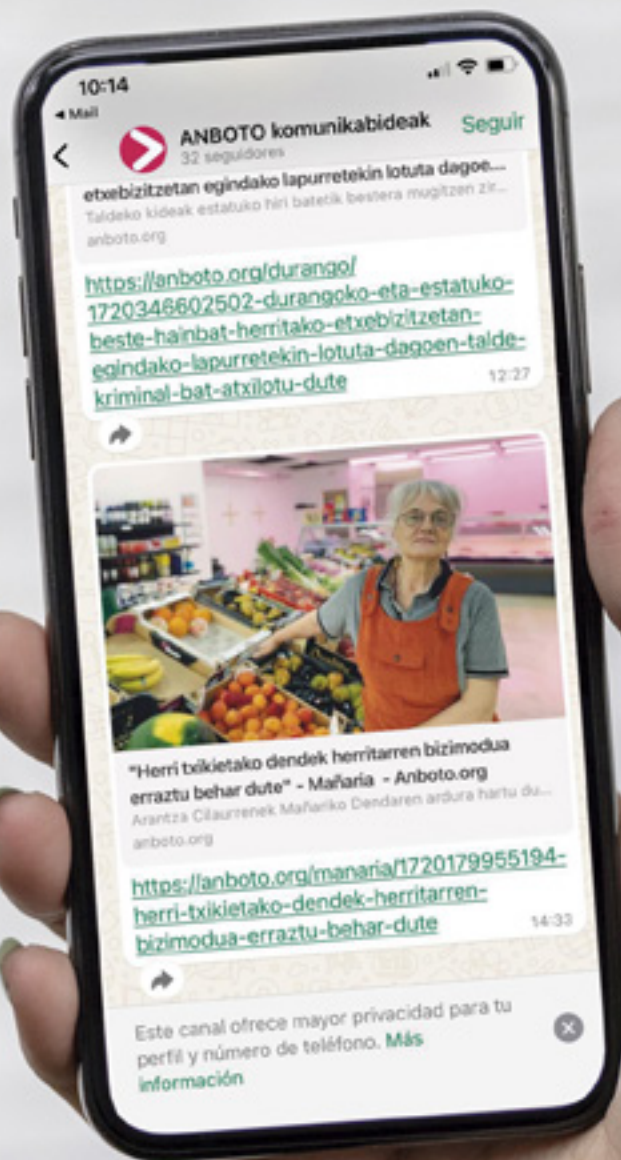 10:14
Mail
ANBOTO komunikabideak
Seguir
32 seguidores
etxebizitzetan egindako lapurretekin lotuta dagoe...
Taldeko kideak estatuko hiri batetik bestera mugitzen zir...
anboto.org
https://anboto.org/durango/
1720346602502-durangoko-eta-estatuko-
beste-hainbat-herritako-etxebizitzetan-
egindako-lapurretekin-lotuta-dagoen-talde-
kriminal-bat-atxilotu-dute
12:27
"Herri txikietako dendek herritarren bizimodua
erraztu behar dute" - Mañaria - Anboto.org
Arantza Cilaurrenek Mañariko Dendaren ardura hartu du...
anboto.org
https://anboto.org/manaria/1720179955194-
herri-txikietako-dendek-herritarren-
bizimodua-erraztu-behar-dute
14:33
Este canal ofrece mayor privacidad para tu
perfil y número de teléfono. Más
información